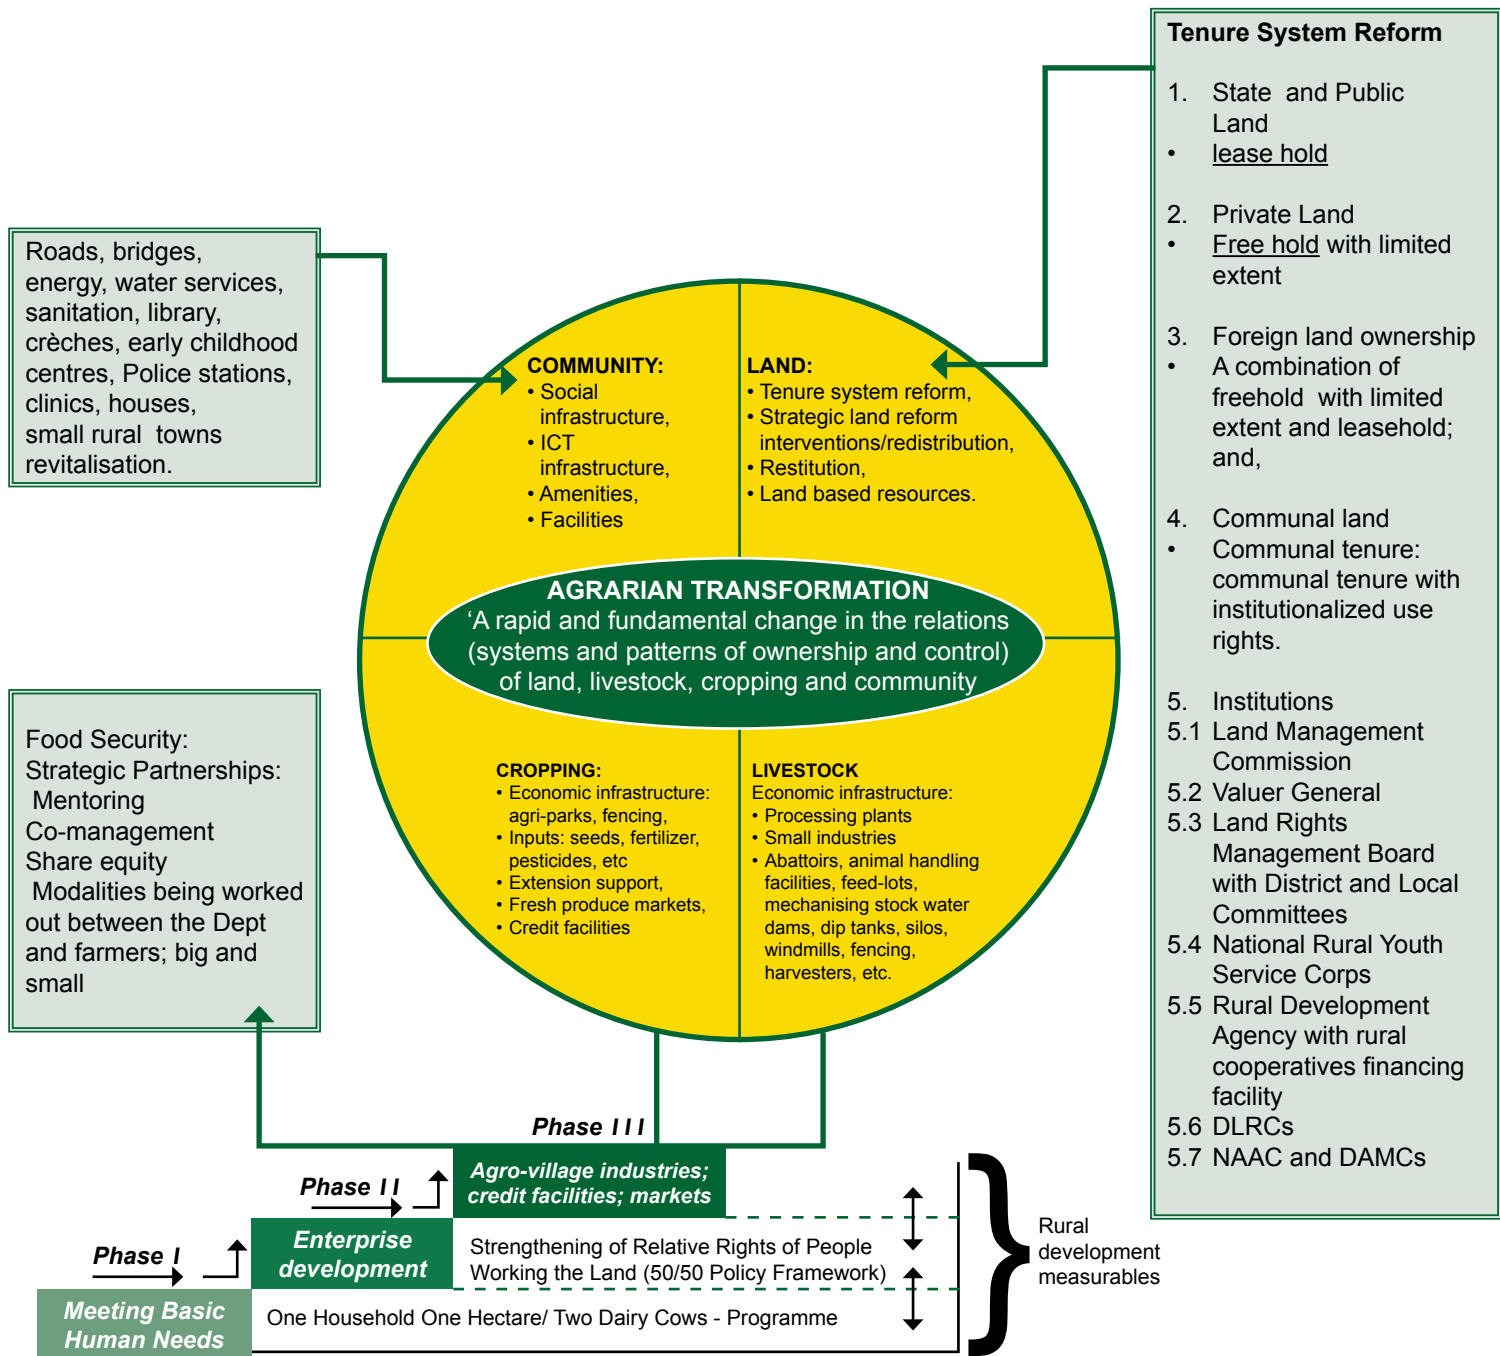 Tenure System Reform
1. State and Public
Land
• lease hold
2. Private Land
• Free hold with limited
extent
3. Foreign land ownership
• A combination of
freehold with limited
extent and leasehold;
and,
4. Communal land
• Communal tenure:
communal tenure with
institutionalized use
rights.
5. Institutions
5.1 Land Management
Commission
5.2 Valuer General
5.3 Land Rights
Management Board
with District and Local
Committees
5.4 National Rural Youth
Service Corps
5.5 Rural Development
Agency with rural
cooperatives financing
facility
5.6 DLRCs
5.7 NAAC and DAMCs
Roads, bridges,
energy, water services,
sanitation, library,
crèches, early childhood
centres, Police stations,
clinics, houses,
small rural towns
revitalisation.
COMMUNITY:
• Social
infrastructure,
• ICT
infrastructure,
• Amenities,
• Facilities
LAND:
• Tenure system reform,
• Strategic land reform
interventions/redistribution,
• Restitution,
• Land based resources.
AGRARIAN TRANSFORMATION
‘A rapid and fundamental change in the relations
(systems and patterns of ownership and control)
of land, livestock, cropping and community
CROPPING:
• Economic infrastructure:
agri-parks, fencing,
• Inputs: seeds, fertilizer,
pesticides, etc
• Extension support,
• Fresh produce markets,
• Credit facilities
LIVESTOCK
Economic infrastructure:
• Processing plants
• Small industries
• Abattoirs, animal handling
facilities, feed-lots,
mechanising stock water
dams, dip tanks, silos,
windmills, fencing,
harvesters, etc.
Food Security:
Strategic Partnerships:
Mentoring
Co-management
Share equity
Modalities being worked
out between the Dept
and farmers; big and
small
Phase III
Agro-village industries;
credit facilities; markets
Phase II
Enterprise
development
Strengthening of Relative Rights of People
Working the Land (50/50 Policy Framework)
Phase I
Meeting Basic
Human Needs
One Household One Hectare/ Two Dairy Cows - Programme
Rural
development
measurables